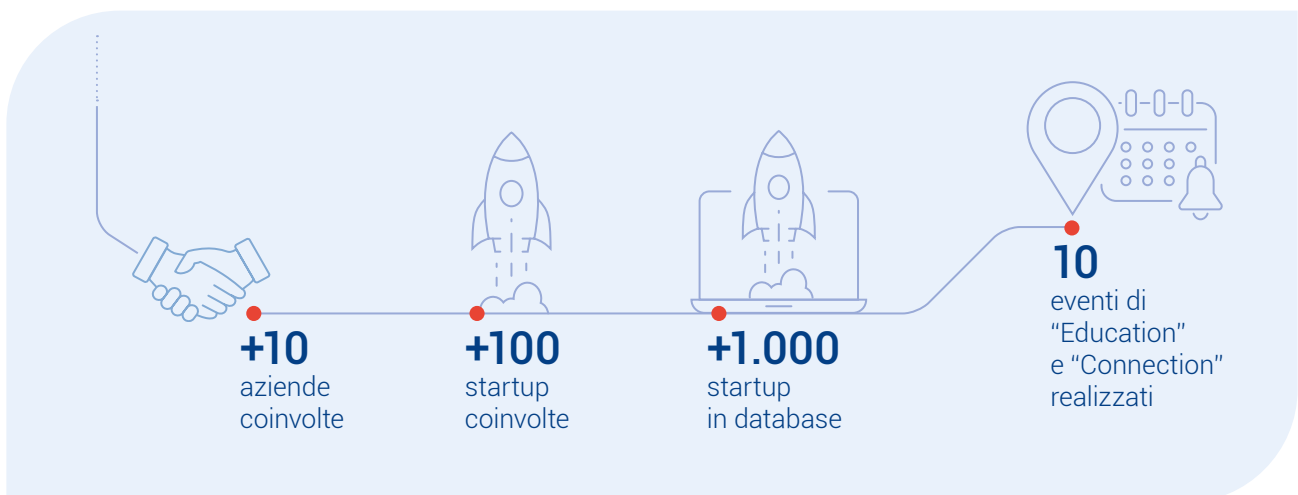 +10
aziende
coinvolte
+100
startup
coinvolte
+1.000
startup
in database
10
eventi di
“Education”
e “Connection”
realizzati